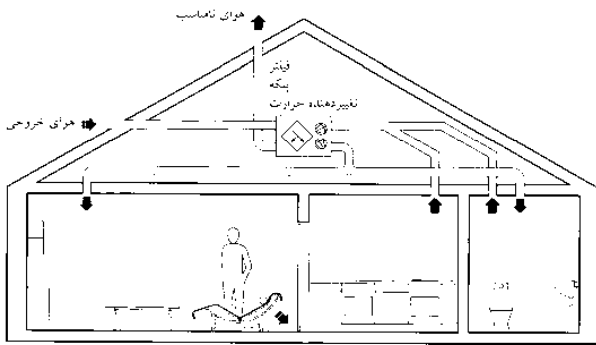 هوای نامناسب
فیلتر
پنکه
تغییردهنده حرارت
هوای خروجی